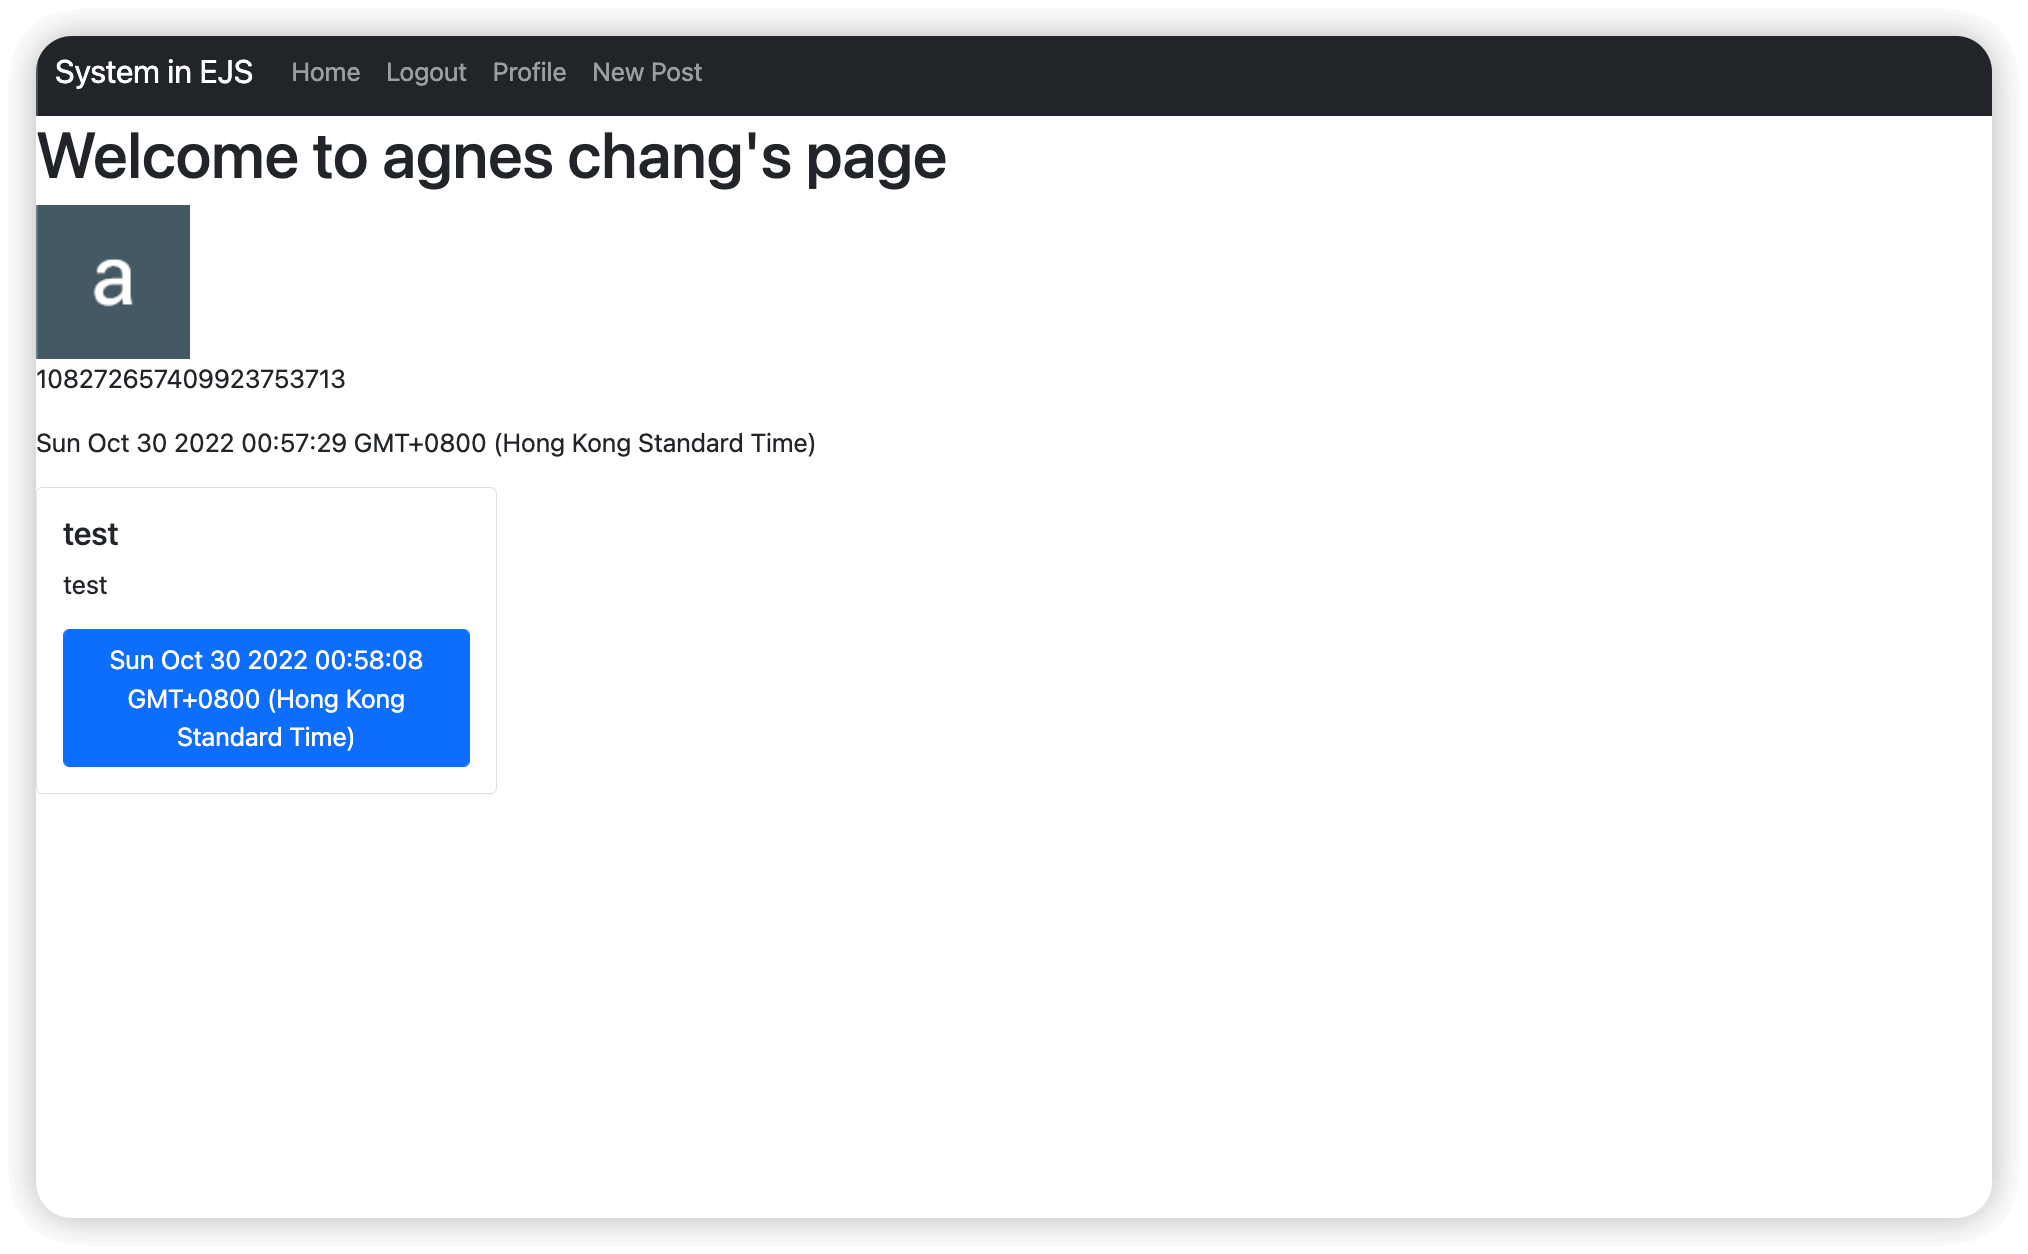 System in EJS Home Logout Profile New Post
Welcome to agnes chang's page
a
108272657409923753713
Sun Oct 30 2022 00:57:29 GMT+0800 (Hong Kong Standard Time)
test
test
Sun Oct 30 2022 00:58:08
GMT+0800 (Hong Kong
Standard Time)